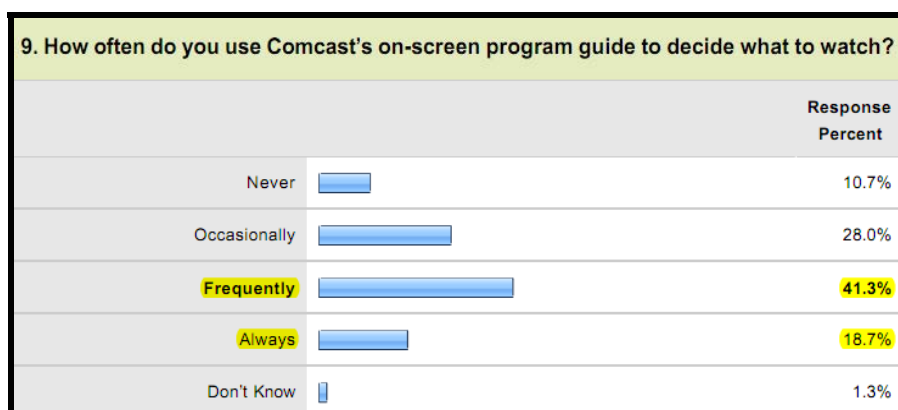 9. How often do you use Comcast's on-screen program guide to decide what to watch?
Response
Percent
Never 10.7%
Occasionally 28.0%
Frequently 41.3%
Always 18.7%
Don't Know 1.3%